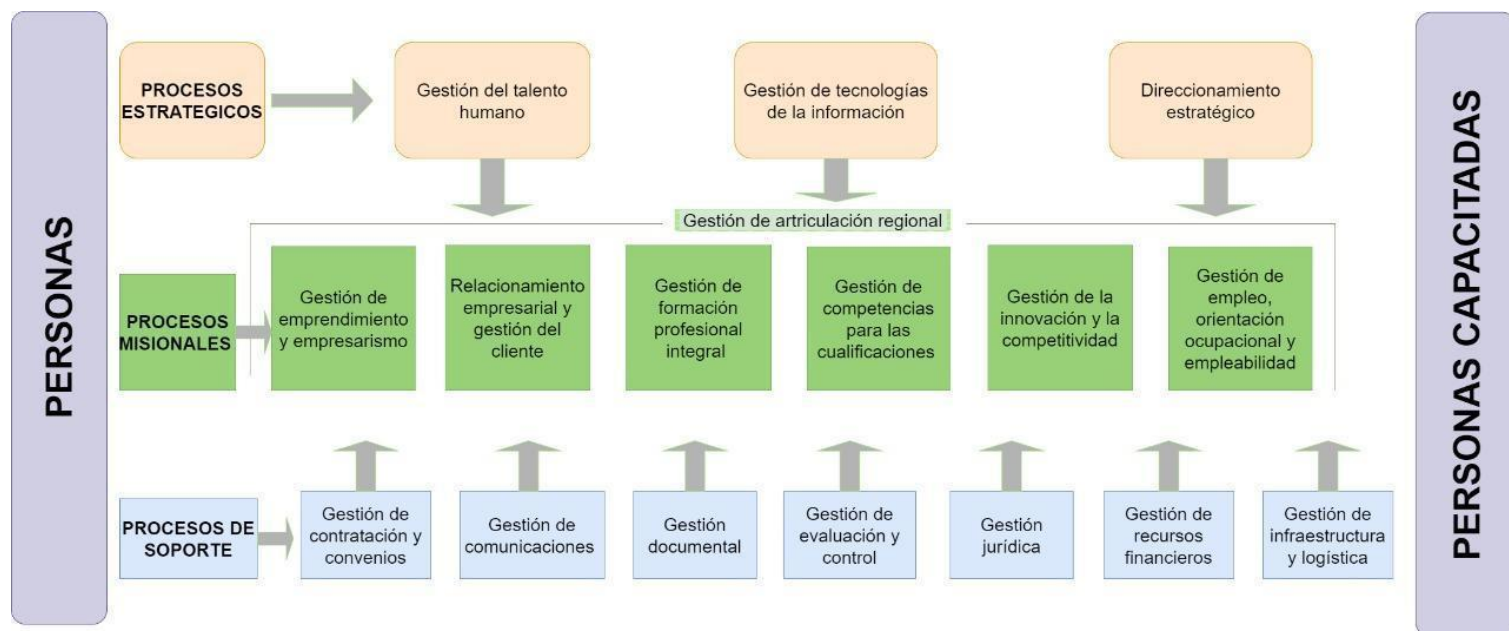 PERSONAS
PROCESOS
ESTRATEGICOS
Gestión del talento
humano
Gestión de tecnologías
de la información
Direccionamiento
estratégico
Gestión de artriculación regional
PROCESOS
MISIONALES
Gestión de
emprendimiento
y empresarismo
Relacionamiento
empresarial y
gestión del
cliente
Gestión de
formación
profesional
integral
Gestión de
competencias
para las
cualificaciones
Gestión de la
innovación y la
competitividad
Gestión de
empleo,
orientación
ocupacional y
empleabilidad
PROCESOS DE
SOPORTE
Gestión de
contratación y
convenios
Gestión de
comunicaciones
Gestión
documental
Gestión de
evaluación y
control
Gestión
jurídica
Gestión de
recursos
financieros
Gestión de
infraestructura
y logística
PERSONAS CAPACITADAS